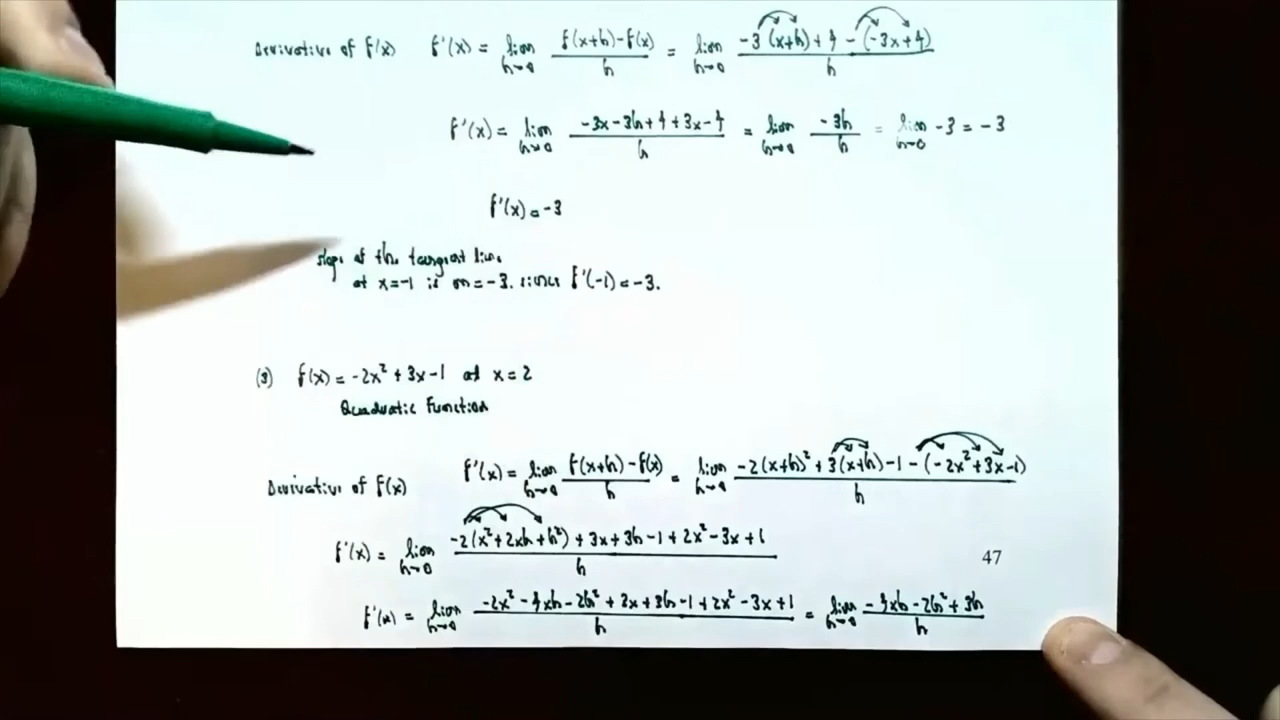 Derivative of f(x) f'(x) = lim h→0 f(x+h)-f(x) / h = lim h→0 -3(x+h)+4-(-3x+4) / h
f'(x) = lim h→0 -3x-3h+4+3x-4 / h = lim h→0 -3h / h = lim h→0 -3 = -3
f'(x) = -3
slope of the tangent line
at x=-1 is m=-3. since f'(-1) = -3.
(3) f(x) = -2x² + 3x - 1 at x = 2
Quadratic Function
Derivative of f(x) f'(x) = lim h→0 f(x+h)-f(x) / h = lim h→0 -2(x+h)² + 3(x+h) - 1 - (-2x² + 3x - 1) / h
f'(x) = lim h→0 -2(x² + 2xh + h²) + 3x + 3h - 1 + 2x² - 3x + 1 / h
47
f'(x) = lim h→0 -2x² - 4xh - 2h² + 3x + 3h - 1 + 2x² - 3x + 1 / h = lim h→0 -4xh - 2h² + 3h / h